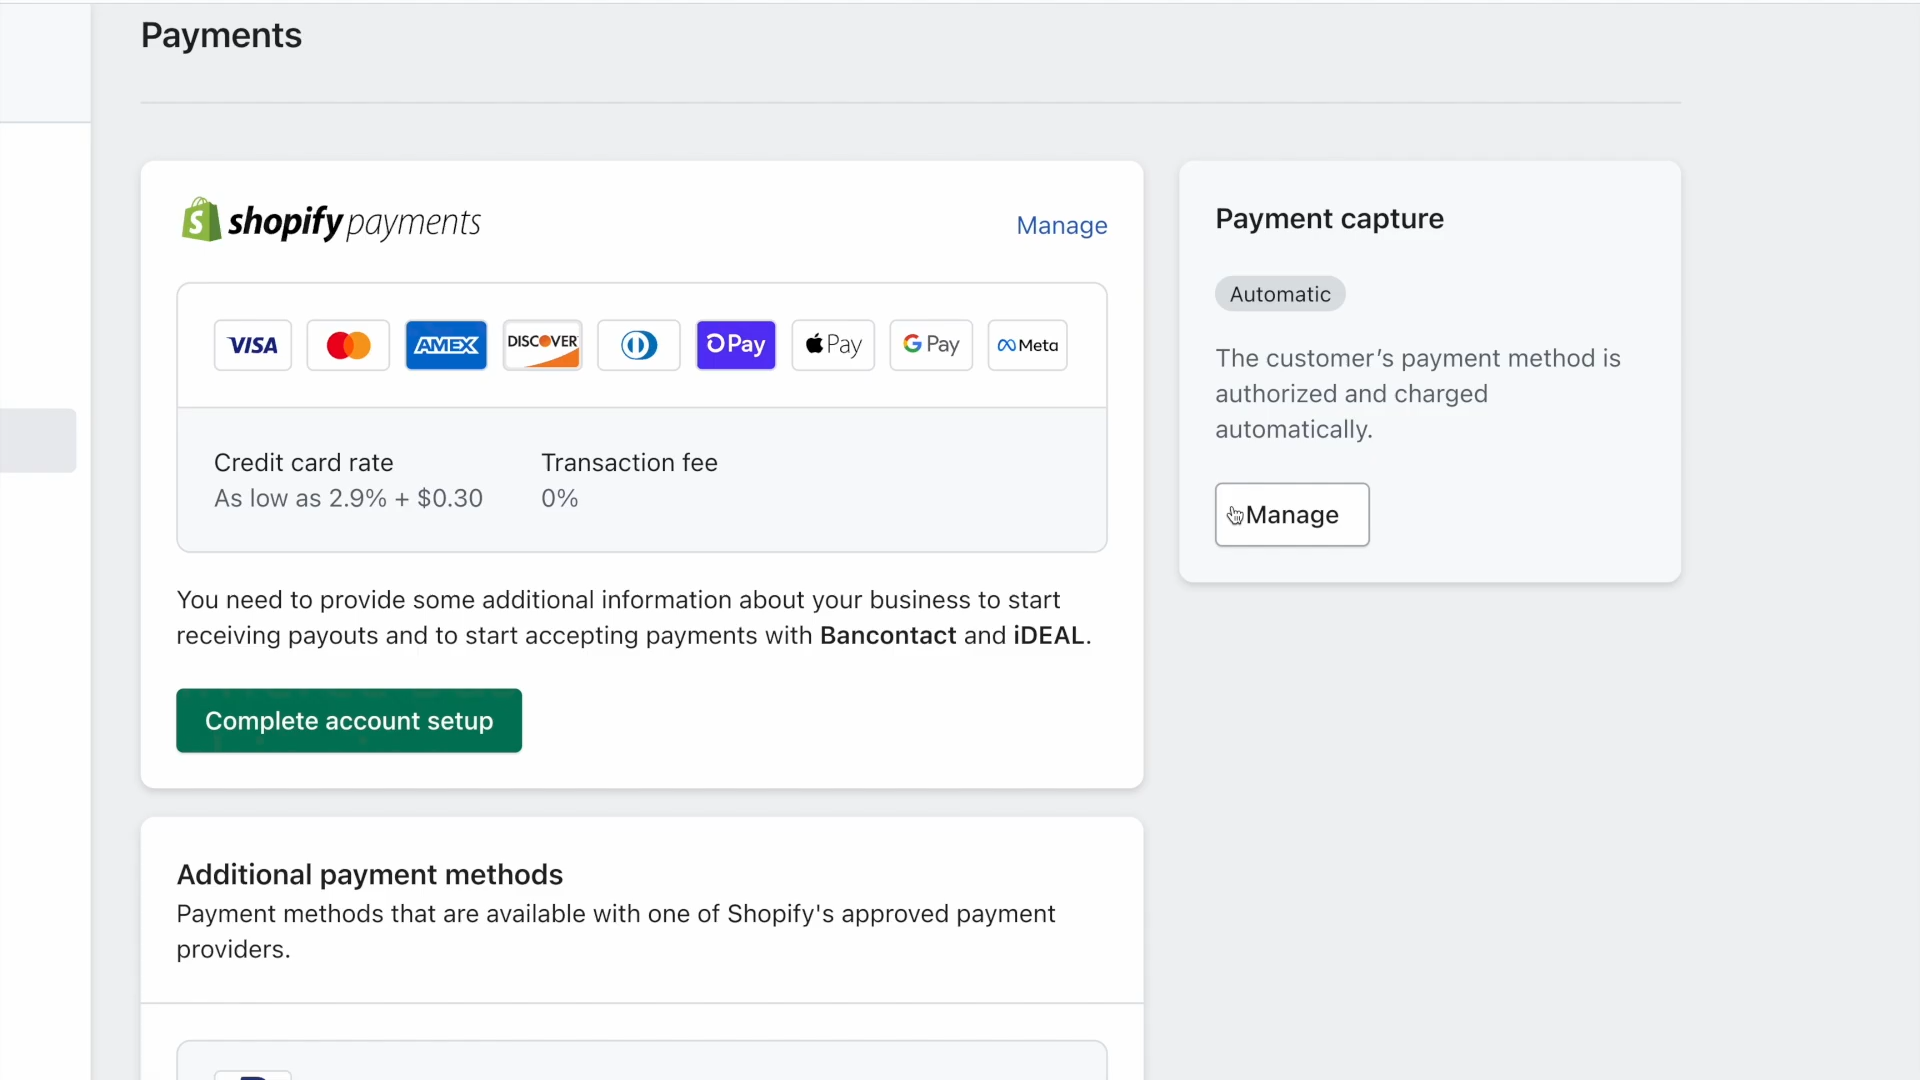 Payments
shopify payments
Manage
VISA
AMEX
DISCOVER
Pay
Pay
G Pay
Meta
Credit card rate
As low as 2.9% + $0.30
Transaction fee
0%
You need to provide some additional information about your business to start
receiving payouts and to start accepting payments with Bancontact and iDEAL.
Complete account setup
Payment capture
Automatic
The customer’s payment method is
authorized and charged
automatically.
Manage
Additional payment methods
Payment methods that are available with one of Shopify's approved payment
providers.